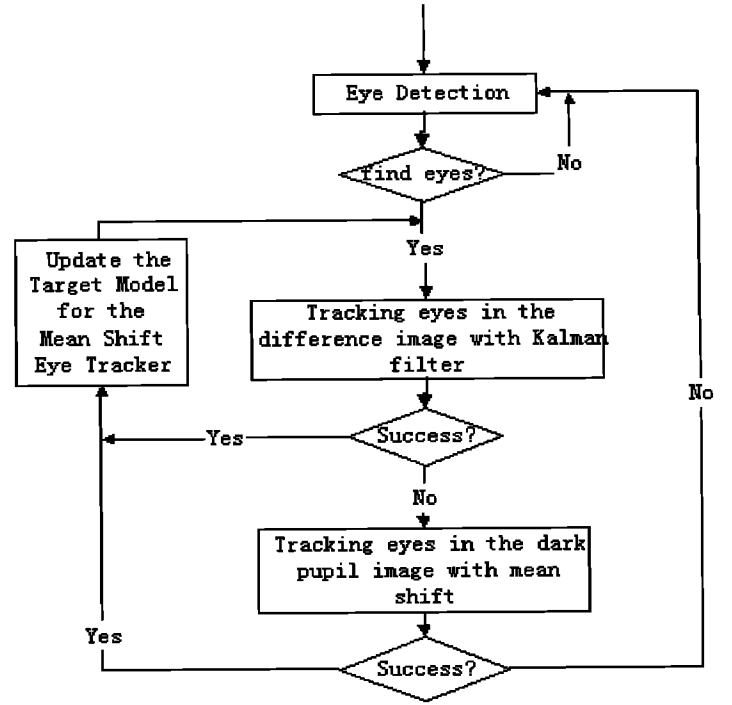 Eye Detection
find eyes?
No
Yes
Update the
Target Model
for the
Mean Shift
Eye Tracker
Tracking eyes in the
difference image with Kalman
filter
No
Success?
Yes
No
Tracking eyes in the dark
pupil image with mean
shift
Yes
Success?